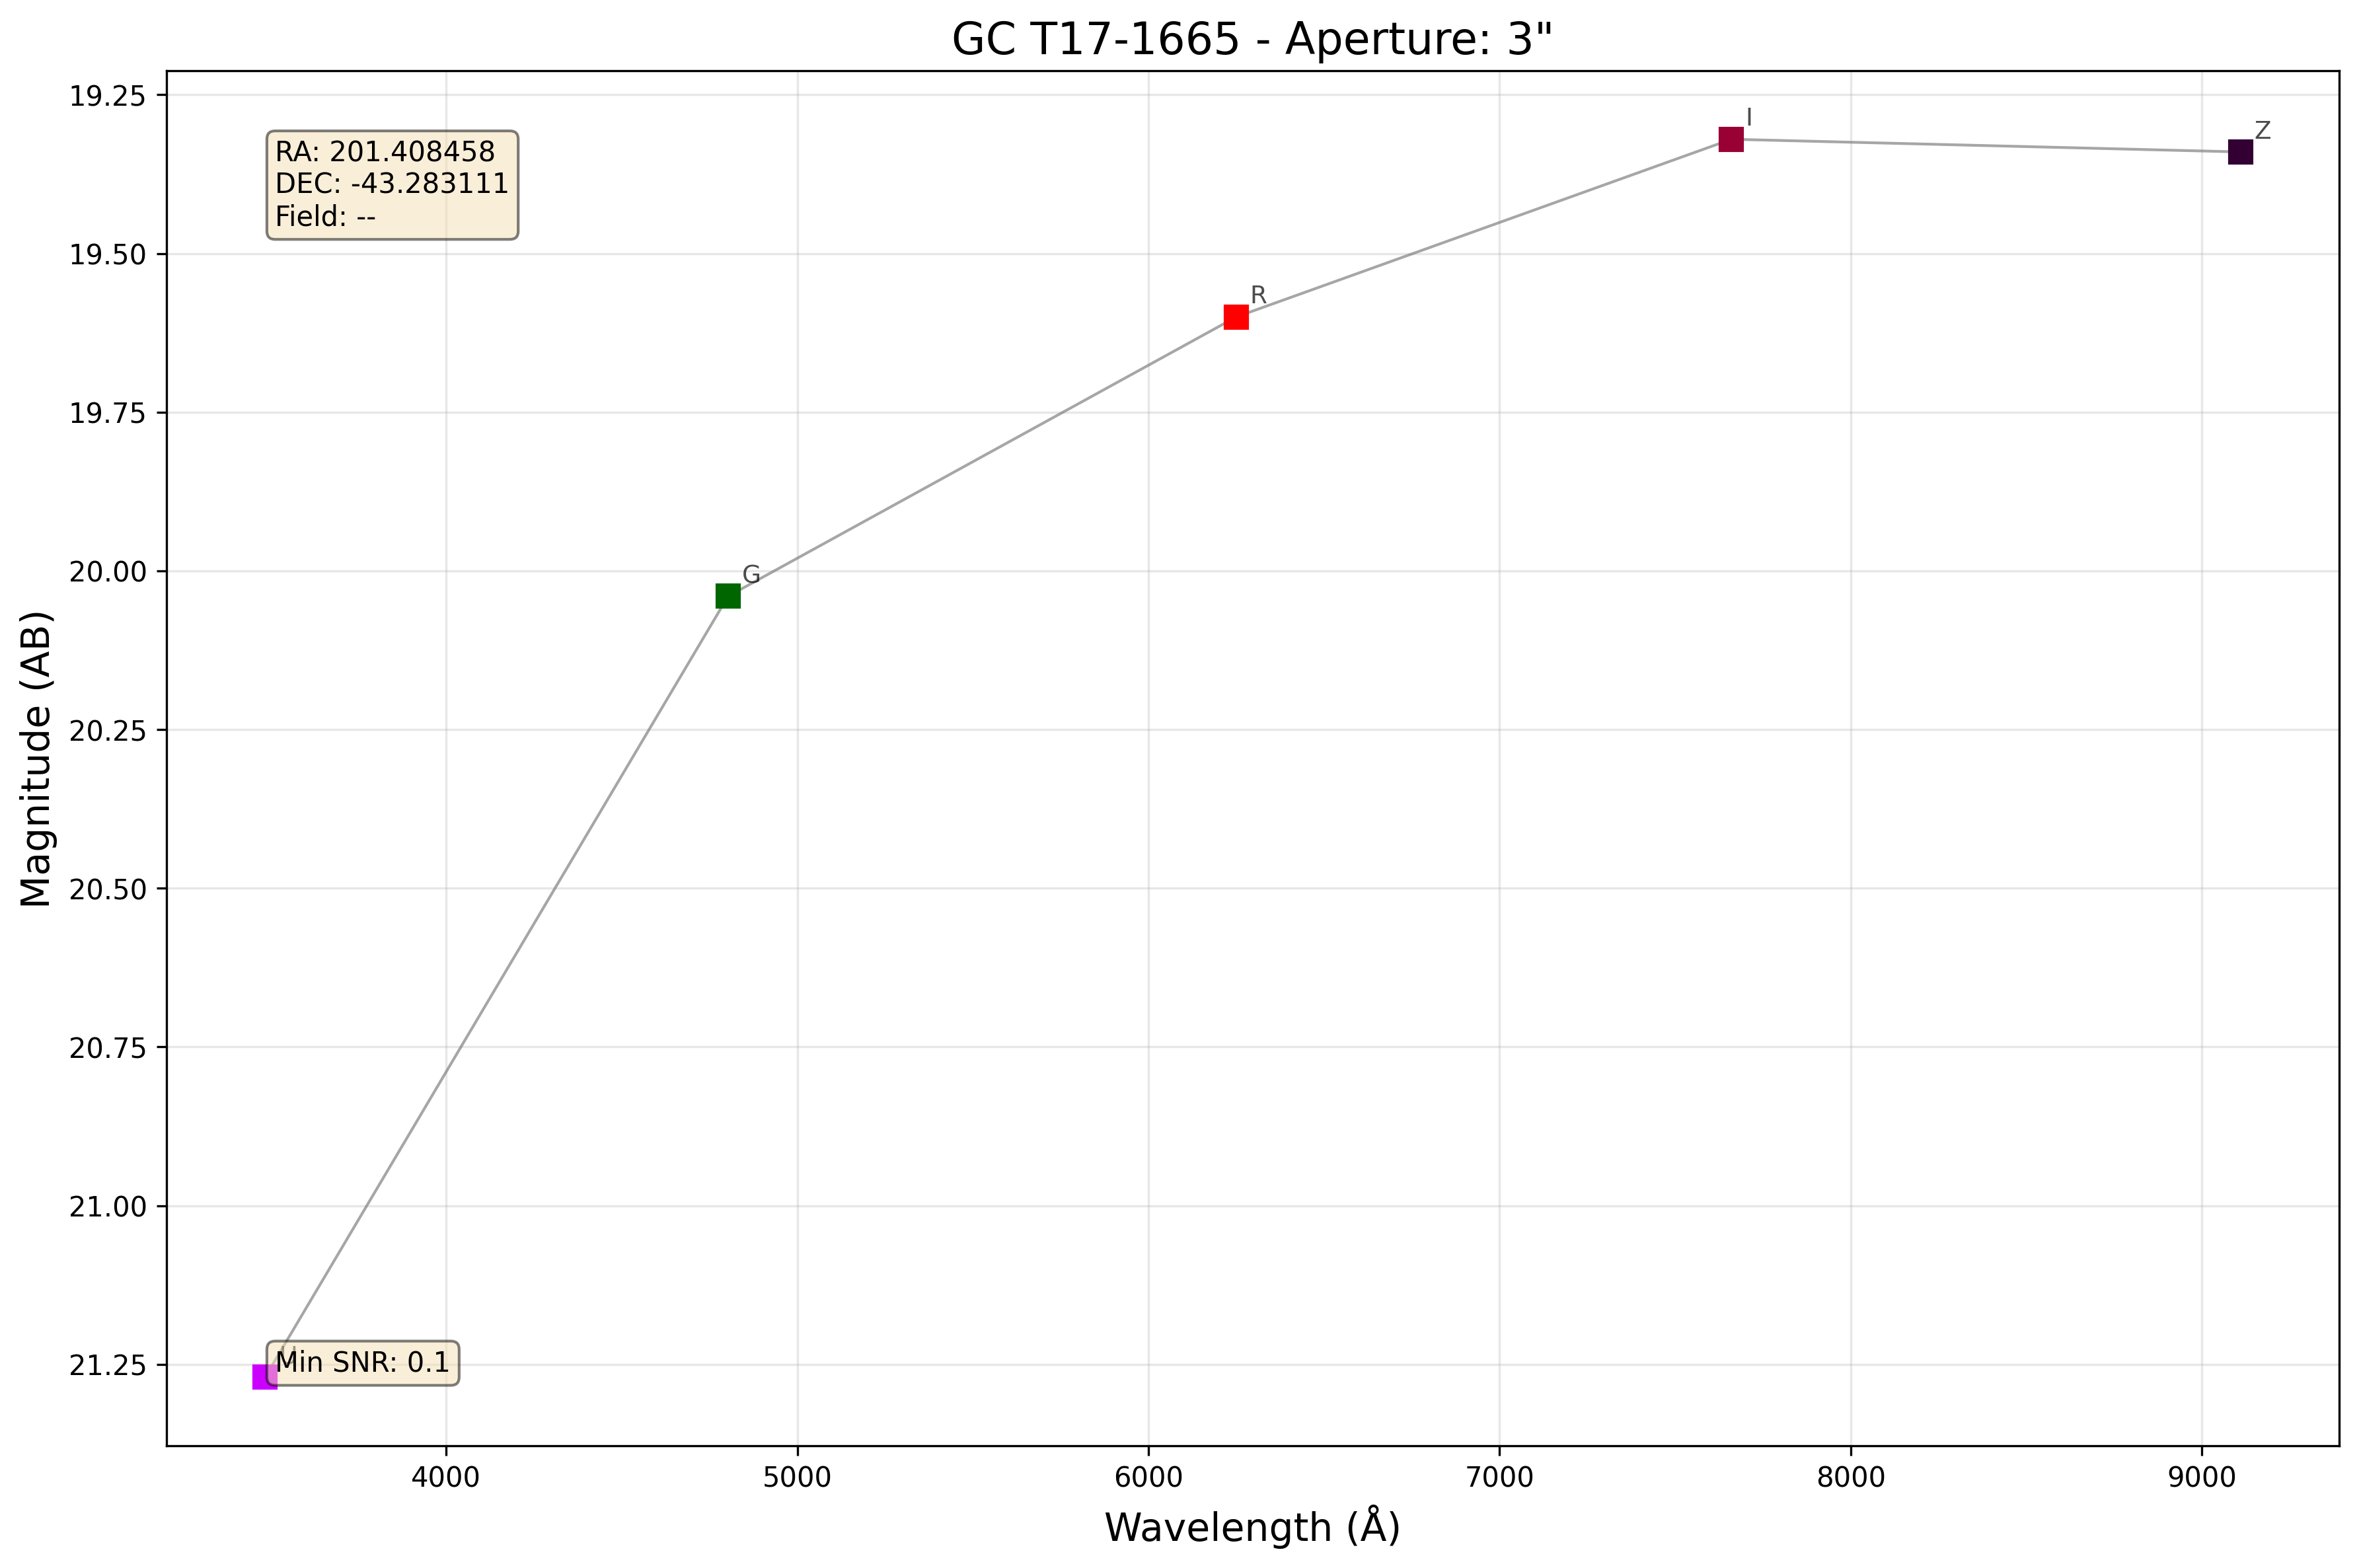 GC T17-1665 - Aperture: 3"
19.25
19.50
19.75
20.00
20.25
20.50
20.75
21.00
21.25
Magnitude (AB)
RA: 201.408458
DEC: -43.283111
Field: --
I
Z
R
G
Min SNR: 0.1
4000 5000 6000 7000 8000 9000
Wavelength (Å)